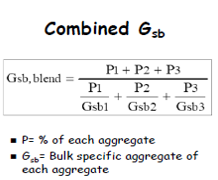 Combined Gsb
Gsb, blend = P1 + P2 + P3
P1 + P2 + P3
Gsb1 Gsb2 Gsb3
▪ P= % of each aggregate
▪ Gsb= Bulk specific aggregate of
each aggregate